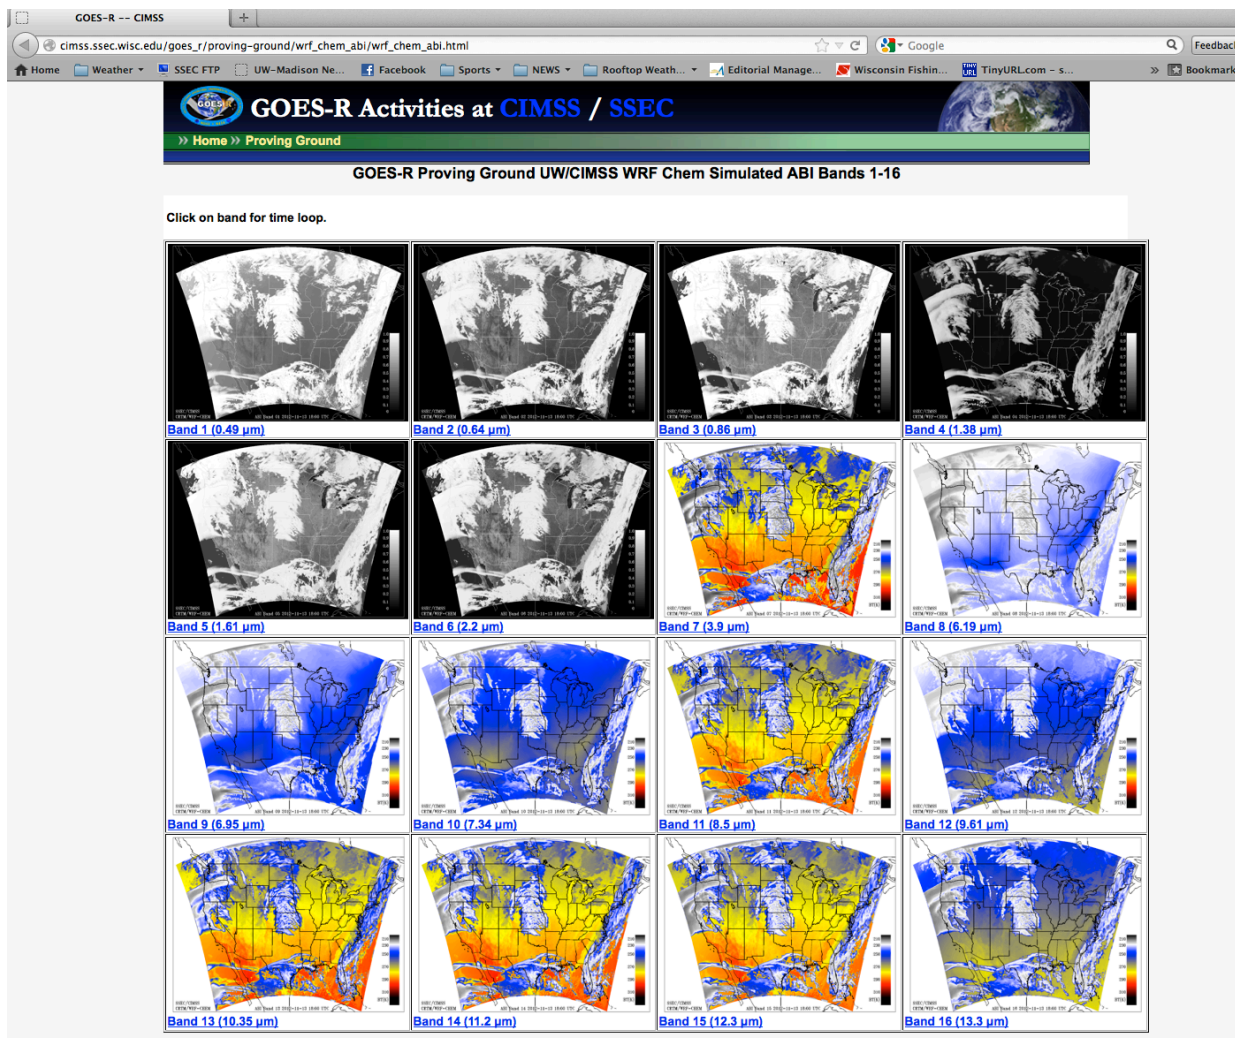 GOES-R -- CIMSS
cimss.ssec.wisc.edu/goes_r/proving-ground/wrf_chem_abi/wrf_chem_abi.html
Google
Feedback
Home Weather SSEC FTP UW-Madison Ne... Facebook Sports NEWS Rooftop Weath... Editorial Manage... Wisconsin Fishin... TinyURL.com - s... » Bookmark
GOES-R Activities at CIMSS / SSEC
» Home » Proving Ground
GOES-R Proving Ground UW/CIMSS WRF Chem Simulated ABI Bands 1-16
Click on band for time loop.
Band 1 (0.49 µm) Band 2 (0.64 µm) Band 3 (0.86 µm) Band 4 (1.38 µm)
Band 5 (1.61 µm) Band 6 (2.2 µm) Band 7 (3.9 µm) Band 8 (6.19 µm)
Band 9 (6.95 µm) Band 10 (7.34 µm) Band 11 (8.5 µm) Band 12 (9.61 µm)
Band 13 (10.35 µm) Band 14 (11.2 µm) Band 15 (12.3 µm) Band 16 (13.3 µm)